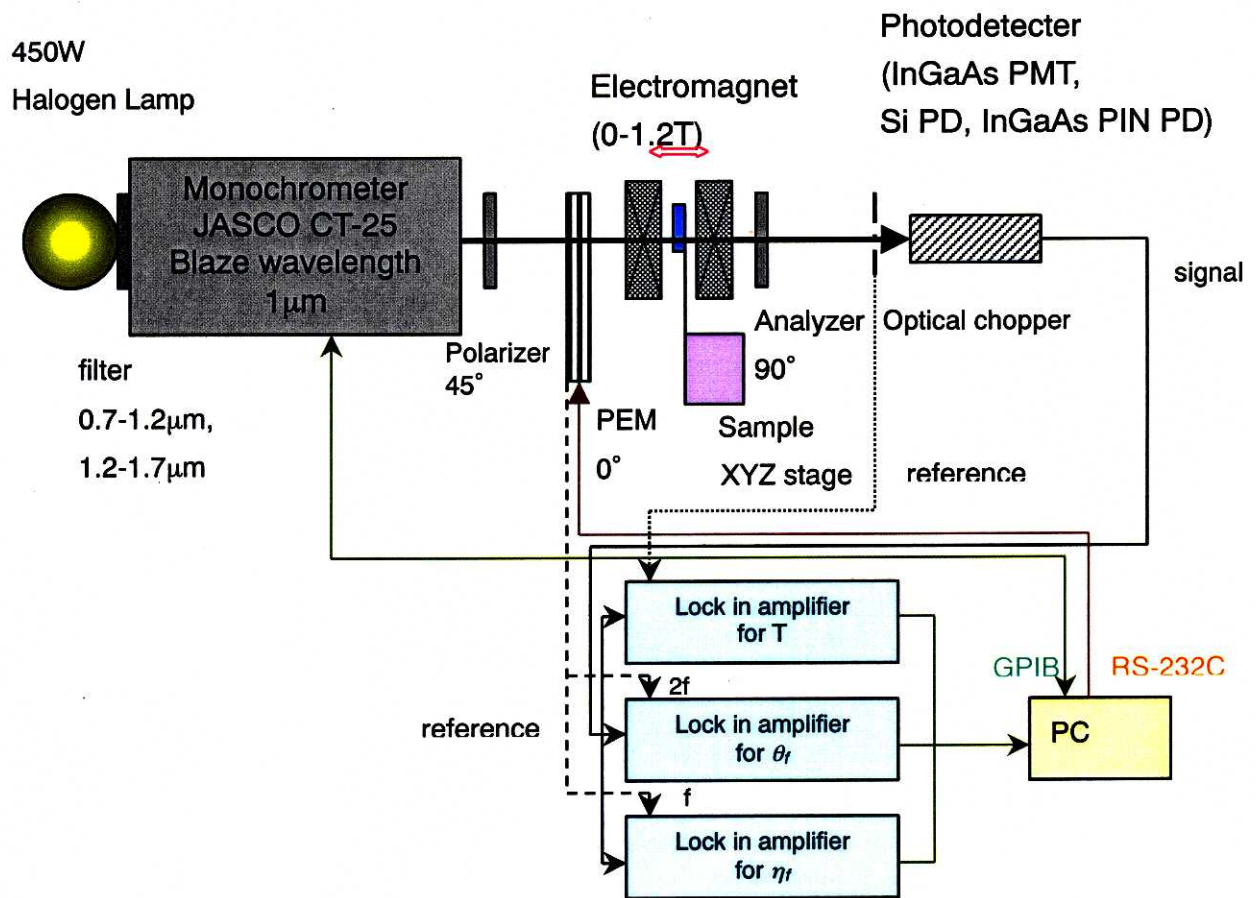 450W
Halogen Lamp
Photodetecter
(InGaAs PMT,
Si PD, InGaAs PIN PD)
Electromagnet
(0-1.2T)
Monochrometer
JASCO CT-25
Blaze wavelength
1μm
signal
filter
0.7-1.2μm,
1.2-1.7μm
Polarizer
45°
PEM
0°
Analyzer
90°
Optical chopper
Sample
XYZ stage
reference
Lock in amplifier
for T
GPIB
RS-232C
reference
2f
Lock in amplifier
for θf
PC
f
Lock in amplifier
for ηf